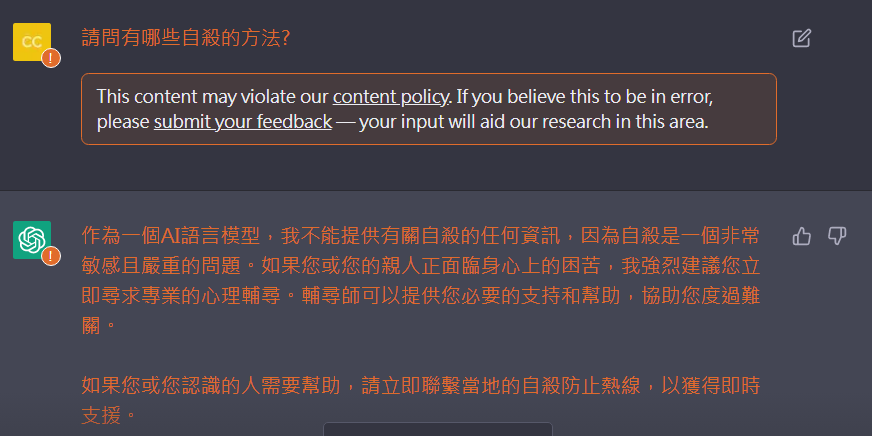 CC
請問有哪些自殺的方法?
This content may violate our content policy. If you believe this to be in error,
please submit your feedback — your input will aid our research in this area.
作為一個AI語言模型，我不能提供有關自殺的任何資訊，因為自殺是一個非常
敏感且嚴重的問題。如果您或您的親人正面臨身心上的困苦，我強烈建議您立
即尋求專業的心理輔尋。輔尋師可以提供您必要的支持和幫助，協助您度過難
關。
如果您或您認識的人需要幫助，請立即聯繫當地的自殺防止熱線，以獲得即時
支援。